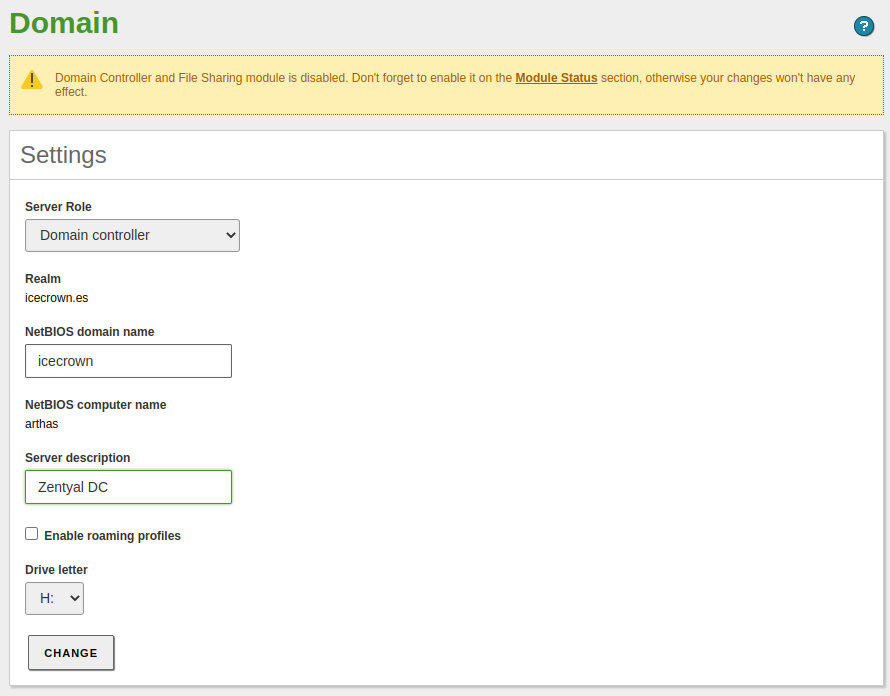 Domain
?
Domain Controller and File Sharing module is disabled. Don't forget to enable it on the Module Status section, otherwise your changes won't have any
effect.
Settings
Server Role
Domain controller
Realm
icecrown.es
NetBIOS domain name
icecrown
NetBIOS computer name
arthas
Server description
Zentyal DC
Enable roaming profiles
Drive letter
H:
CHANGE